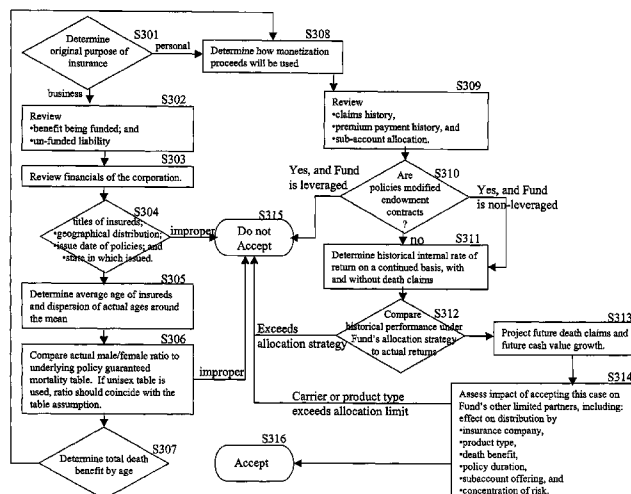 S301
Determine
original purpose of
insurance
personal
business
S308
Determine how monetization
proceeds will be used
S302
Review
•benefit being funded; and
•un-funded liability
S309
Review
•claims history,
•premium payment history, and
•sub-account allocation.
S303
Review financials of the corporation.
S310
Are
policies modified
endowment
contracts
?
Yes, and Fund
is leveraged
Yes, and Fund
is non-leveraged
no
S304
titles of insureds;
•geographical distribution;
•issue date of policies; and
•state in which issued.
improper
S315
Do not
Accept
S311
Determine historical internal rate of
return on a continued basis, with
and without death claims
S305
Determine average age of insureds
and dispersion of actual ages around
the mean
S312
Compare
historical performance under
Fund's allocation strategy
to actual returns
Exceeds
allocation strategy
S313
Project future death claims and
future cash value growth.
S306
Compare actual male/female ratio to
underlying policy guaranteed
mortality table. If unisex table is
used, ratio should coincide with the
table assumption.
improper
Carrier or product type
exceeds allocation limit
S314
Assess impact of accepting this case on
Fund's other limited partners, including:
effect on distribution by
•insurance company,
•product type,
•death benefit,
•policy duration,
•subaccount offering, and
•concentration of risk.
S307
Determine total death
benefit by age
S316
Accept